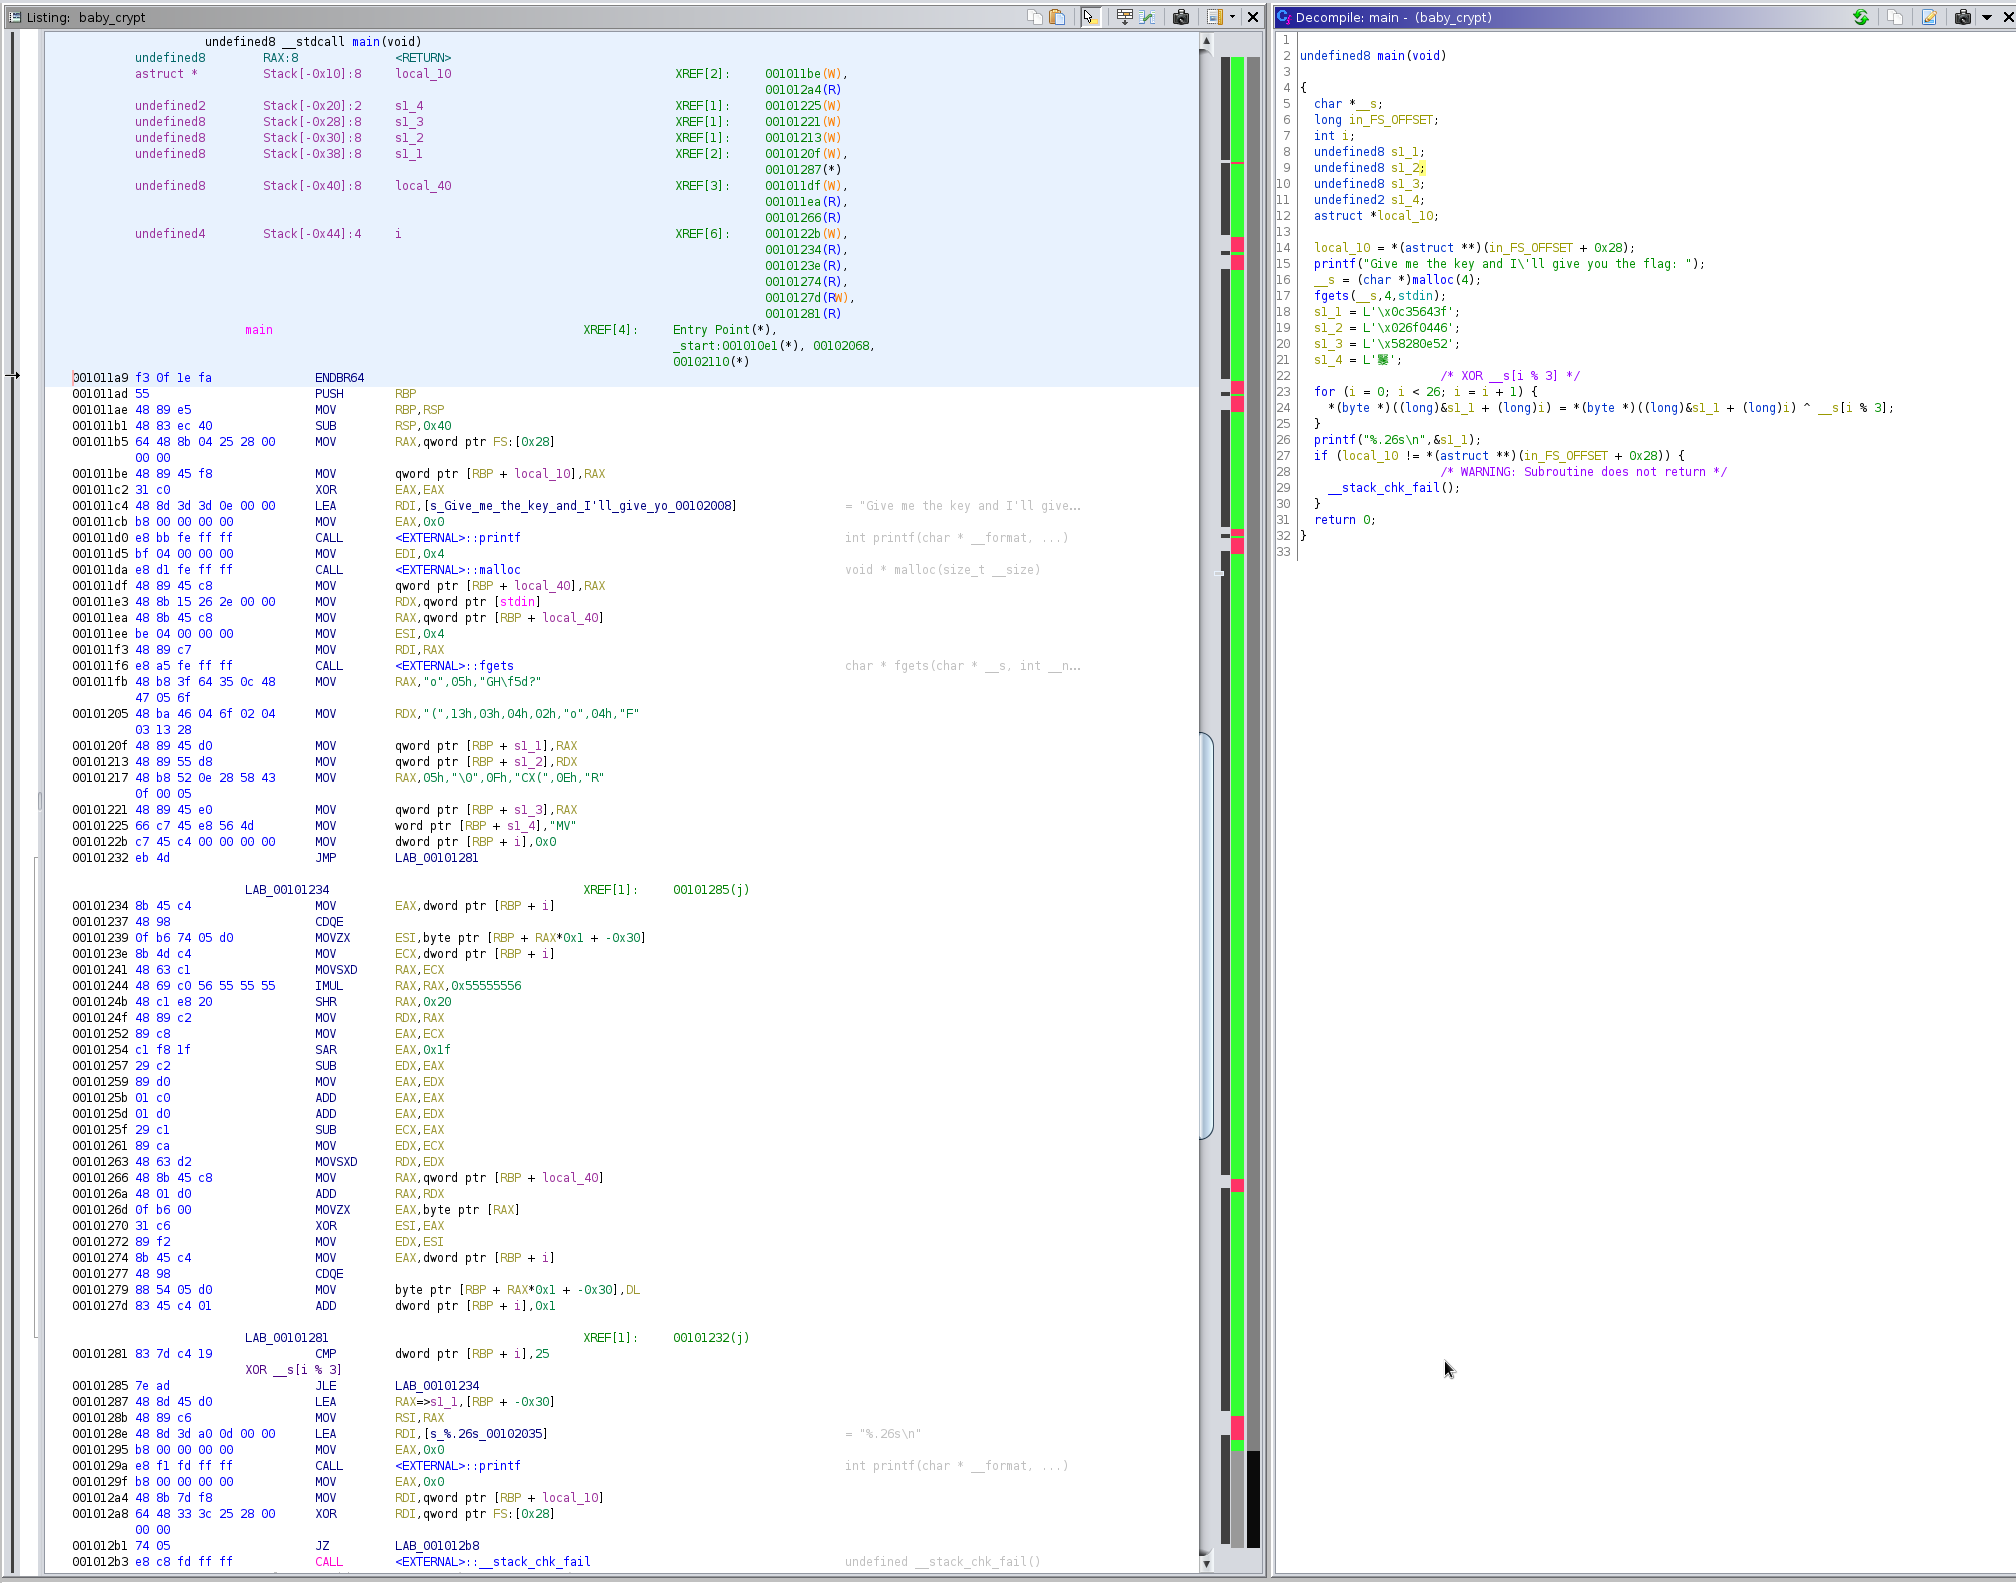 Listing: baby_crypt
undefined8 __stdcall main(void)
undefined8 RAX:8 <RETURN>
astruct * Stack[-0x10]:8 local_10 XREF[2]: 001011be(W),
001012a4(R)
undefined2 Stack[-0x20]:2 s1_4 XREF[1]: 00101225(W)
undefined8 Stack[-0x28]:8 s1_3 XREF[1]: 00101221(W)
undefined8 Stack[-0x30]:8 s1_2 XREF[1]: 00101213(W)
undefined8 Stack[-0x38]:8 s1_1 XREF[2]: 0010120f(W),
00101287(*)
undefined8 Stack[-0x40]:8 local_40 XREF[3]: 001011df(W),
001011ea(R),
00101266(R)
undefined4 Stack[-0x44]:4 i XREF[6]: 0010122b(W),
00101234(R),
0010123e(R),
00101274(R),
0010127d(RW),
00101281(R)
main XREF[4]: Entry Point(*),
_start:001010e1(*), 00102068,
00102110(*)
001011a9 f3 0f 1e fa ENDBR64
001011ad 55 PUSH RBP
001011ae 48 89 e5 MOV RBP,RSP
001011b1 48 83 ec 40 SUB RSP,0x40
001011b5 64 48 8b 04 25 28 00 MOV RAX,qword ptr FS:[0x28]
00 00
001011be 48 89 45 f8 MOV qword ptr [RBP + local_10],RAX
001011c2 31 c0 XOR EAX,EAX
001011c4 48 8d 3d 3d 0e 00 00 LEA RDI,[s_Give_me_the_key_and_I'll_give_yo_00102008] = "Give me the key and I'll give...
001011cb b8 00 00 00 00 MOV EAX,0x0
001011d0 e8 bb fe ff ff CALL <EXTERNAL>::printf int printf(char * __format, ...)
001011d5 bf 04 00 00 00 MOV EDI,0x4
001011da e8 d1 fe ff ff CALL <EXTERNAL>::malloc void * malloc(size_t __size)
001011df 48 89 45 c8 MOV qword ptr [RBP + local_40],RAX
001011e3 48 8b 15 26 2e 00 00 MOV RDX,qword ptr [stdin]
001011ea 48 8b 45 c8 MOV RAX,qword ptr [RBP + local_40]
001011ee be 04 00 00 00 MOV ESI,0x4
001011f3 48 89 c7 MOV RDI,RAX
001011f6 e8 a5 fe ff ff CALL <EXTERNAL>::fgets char * fgets(char * __s, int __n...
001011fb 48 b8 3f 64 35 0c 48 MOV RAX,"o",05h,"GH\f5d?"
47 05 6f
00101205 48 ba 46 04 6f 02 04 MOV RDX,"(",13h,03h,04h,02h,"o",04h,"F"
03 13 28
0010120f 48 89 45 d0 MOV qword ptr [RBP + s1_1],RAX
00101213 48 89 55 d8 MOV qword ptr [RBP + s1_2],RDX
00101217 48 b8 52 0e 28 58 43 MOV RAX,05h,"\0",0Fh,"CX(",0Eh,"R"
0f 00 05
00101221 48 89 45 e0 MOV qword ptr [RBP + s1_3],RAX
00101225 66 c7 45 e8 56 4d MOV word ptr [RBP + s1_4],"MV"
0010122b c7 45 c4 00 00 00 00 MOV dword ptr [RBP + i],0x0
00101232 eb 4d JMP LAB_00101281
LAB_00101234 XREF[1]: 00101285(j)
00101234 8b 45 c4 MOV EAX,dword ptr [RBP + i]
00101237 48 98 CDQE
00101239 0f b6 74 05 d0 MOVZX ESI,byte ptr [RBP + RAX*0x1 + -0x30]
0010123e 8b 4d c4 MOV ECX,dword ptr [RBP + i]
00101241 48 63 c1 MOVSXD RAX,ECX
00101244 48 69 c0 56 55 55 55 IMUL RAX,RAX,0x55555556
0010124b 48 c1 e8 20 SHR RAX,0x20
0010124f 48 89 c2 MOV RDX,RAX
00101252 89 c8 MOV EAX,ECX
00101254 c1 f8 1f SAR EAX,0x1f
00101257 29 c2 SUB EDX,EAX
00101259 89 d0 MOV EAX,EDX
0010125b 01 c0 ADD EAX,EAX
0010125d 01 d0 ADD EAX,EDX
0010125f 29 c1 SUB ECX,EAX
00101261 89 ca MOV EDX,ECX
00101263 48 63 d2 MOVSXD RDX,EDX
00101266 48 8b 45 c8 MOV RAX,qword ptr [RBP + local_40]
0010126a 48 01 d0 ADD RAX,RDX
0010126d 0f b6 00 MOVZX EAX,byte ptr [RAX]
00101270 31 c6 XOR ESI,EAX
00101272 89 f2 MOV EDX,ESI
00101274 8b 45 c4 MOV EAX,dword ptr [RBP + i]
00101277 48 98 CDQE
00101279 88 54 05 d0 MOV byte ptr [RBP + RAX*0x1 + -0x30],DL
0010127d 83 45 c4 01 ADD dword ptr [RBP + i],0x1
LAB_00101281 XREF[1]: 00101232(j)
00101281 83 7d c4 19 CMP dword ptr [RBP + i],25
XOR __s[i % 3]
00101285 7e ad JLE LAB_00101234
00101287 48 8d 45 d0 LEA RAX=>s1_1,[RBP + -0x30]
0010128b 48 89 c6 MOV RSI,RAX
0010128e 48 8d 3d a0 0d 00 00 LEA RDI,[s_%.26s_00102035] = "%.26s\n"
00101295 b8 00 00 00 00 MOV EAX,0x0
0010129a e8 f1 fd ff ff CALL <EXTERNAL>::printf int printf(char * __format, ...)
0010129f b8 00 00 00 00 MOV EAX,0x0
001012a4 48 8b 7d f8 MOV RDI,qword ptr [RBP + local_10]
001012a8 64 48 33 3c 25 28 00 XOR RDI,qword ptr FS:[0x28]
00 00
001012b1 74 05 JZ LAB_001012b8
001012b3 e8 c8 fd ff ff CALL <EXTERNAL>::__stack_chk_fail undefined __stack_chk_fail()
Decompile: main - (baby_crypt)
1
2 undefined8 main(void)
3
4 {
5 char *__s;
6 long in_FS_OFFSET;
7 int i;
8 undefined8 s1_1;
9 undefined8 s1_2;
10 undefined8 s1_3;
11 undefined2 s1_4;
12 astruct *local_10;
13
14 local_10 = *(astruct **)(in_FS_OFFSET + 0x28);
15 printf("Give me the key and I\'ll give you the flag: ");
16 __s = (char *)malloc(4);
17 fgets(__s,4,stdin);
18 s1_1 = L'\x0c35643f';
19 s1_2 = L'\x026f0446';
20 s1_3 = L'\x58280e52';
21 s1_4 = L'';
22 /* XOR __s[i % 3] */
23 for (i = 0; i < 26; i = i + 1) {
24 *(byte *)((long)&s1_1 + (long)i) = *(byte *)((long)&s1_1 + (long)i) ^ __s[i % 3];
25 }
26 printf("%.26s\n",&s1_1);
27 if (local_10 != *(astruct **)(in_FS_OFFSET + 0x28)) {
28 /* WARNING: Subroutine does not return */
29 __stack_chk_fail();
30 }
31 return 0;
32 }
33